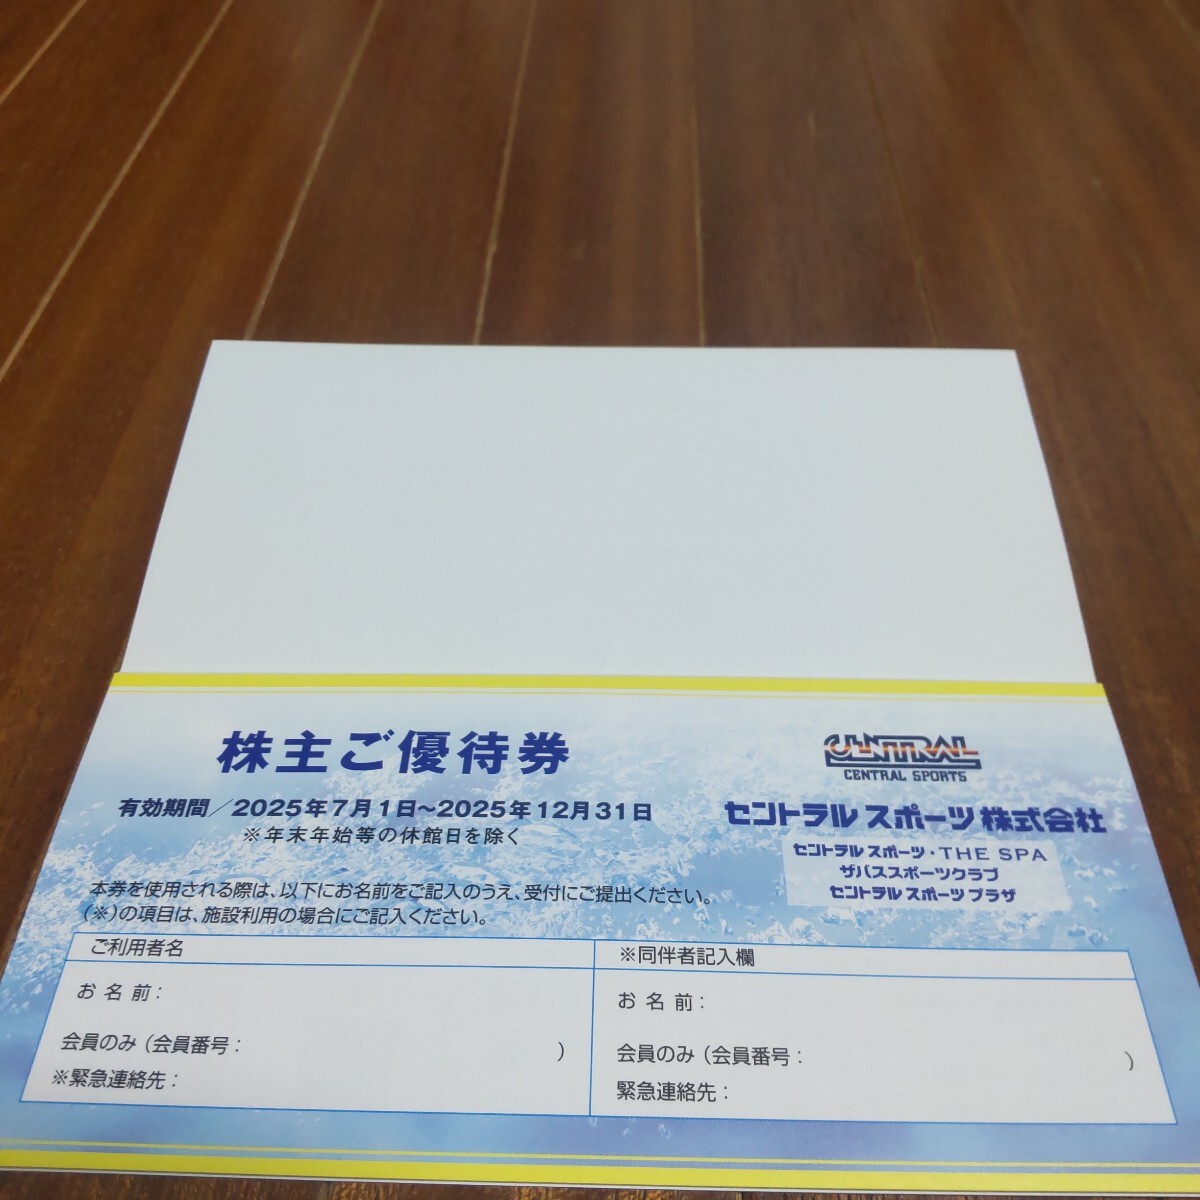 株主ご優待券
有効期間／2025年7月1日～2025年12月31日
※年末年始等の休館日を除く
本券を使用される際は、以下にお名前をご記入のうえ、受付にご提出ください。
（※）の項目は、施設利用の場合にご記入ください。
CENTRAL
CENTRAL SPORTS
セントラルスポーツ株式会社
セントラルスポーツ・THE SPA
ザバススポーツクラブ
セントラルスポーツプラザ
ご利用者名
お 名 前：
会員のみ（会員番号： ）
※緊急連絡先：
※同伴者記入欄
お 名 前：
会員のみ（会員番号： ）
緊急連絡先：